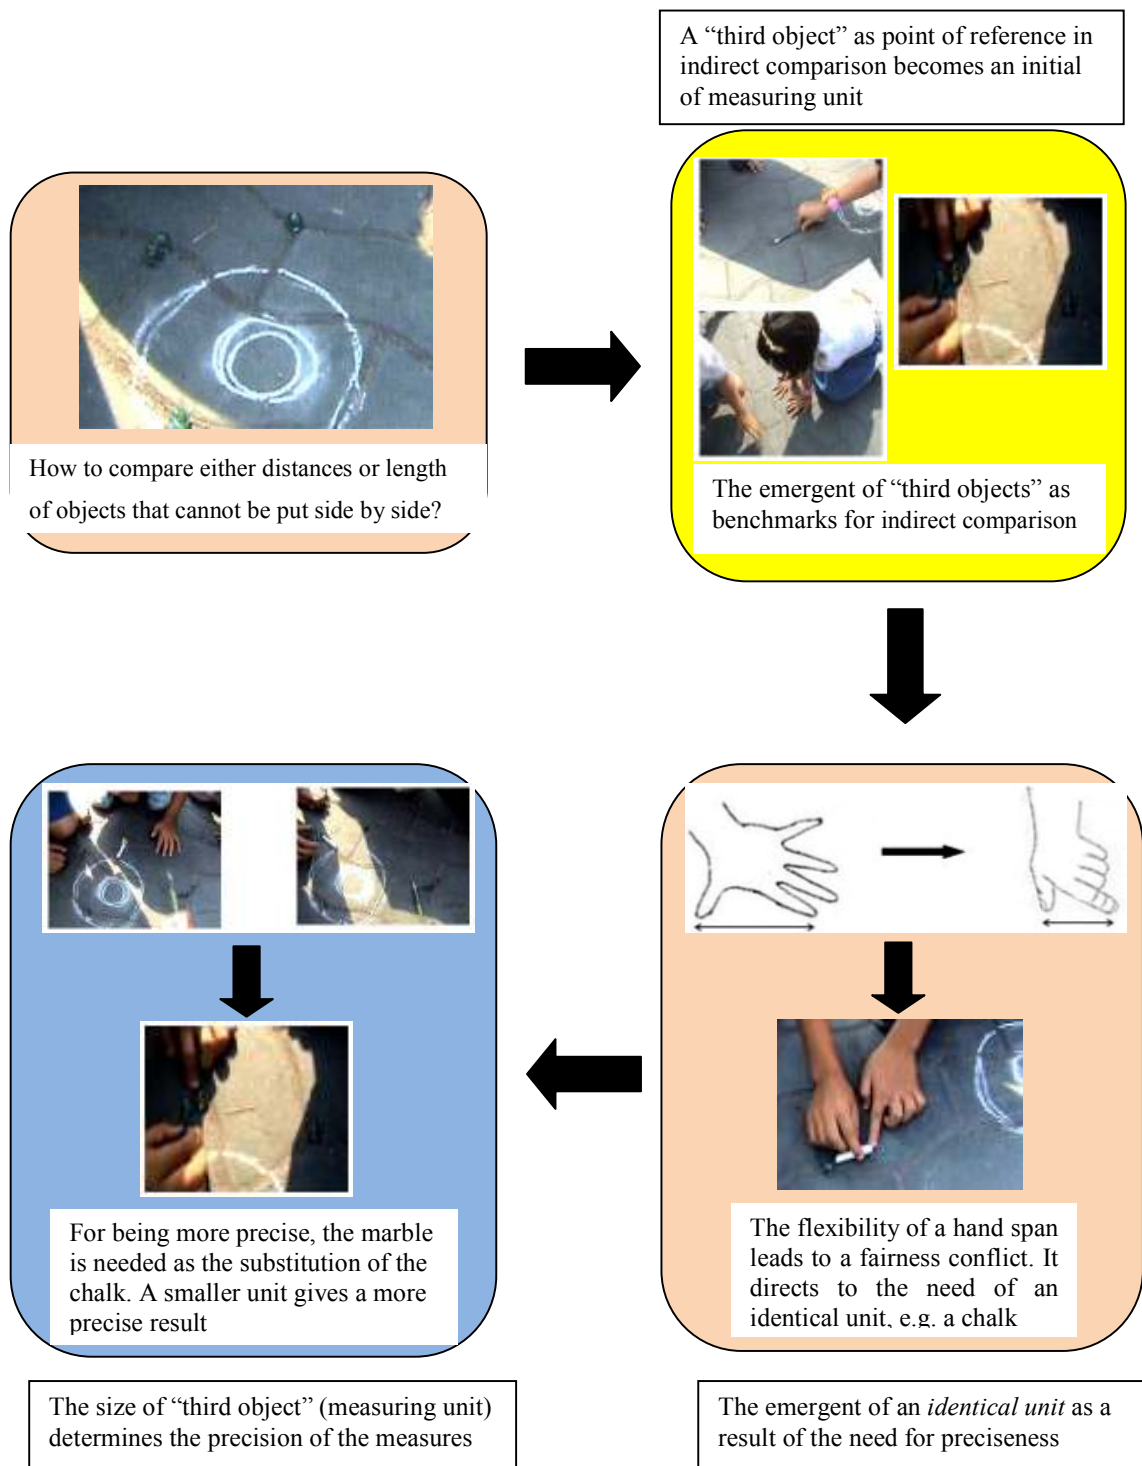 A “third object” as point of reference in
indirect comparison becomes an initial
of measuring unit
How to compare either distances or length
of objects that cannot be put side by side?
The emergent of “third objects” as
benchmarks for indirect comparison
The flexibility of a hand span
leads to a fairness conflict. It
directs to the need of an
identical unit, e.g. a chalk
The emergent of an identical unit as a
result of the need for preciseness
For being more precise, the marble
is needed as the substitution of the
chalk. A smaller unit gives a more
precise result
The size of “third object” (measuring unit)
determines the precision of the measures